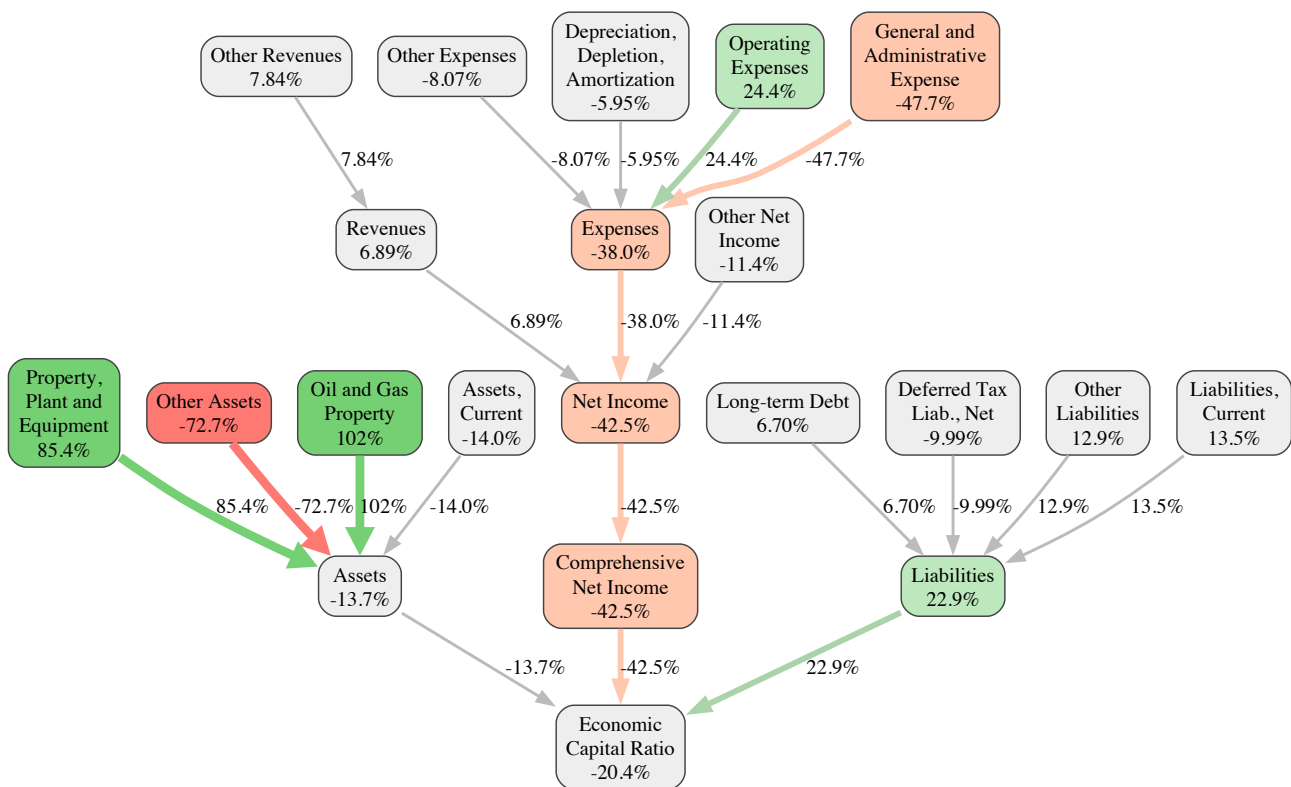 Other Revenues
7.84%
Other Expenses
-8.07%
Depreciation,
Depletion,
Amortization
-5.95%
Operating
Expenses
24.4%
General and
Administrative
Expense
-47.7%
7.84%
-8.07%
-5.95%
24.4%
-47.7%
Revenues
6.89%
Expenses
-38.0%
Other Net
Income
-11.4%
6.89%
-38.0%
-11.4%
Property,
Plant and
Equipment
85.4%
Other Assets
-72.7%
Oil and Gas
Property
102%
Assets,
Current
-14.0%
Net Income
-42.5%
Long-term Debt
6.70%
Deferred Tax
Liab., Net
-9.99%
Other
Liabilities
12.9%
Liabilities,
Current
13.5%
85.4%
-72.7%
102%
-14.0%
-42.5%
6.70%
-9.99%
12.9%
13.5%
Assets
-13.7%
Comprehensive
Net Income
-42.5%
Liabilities
22.9%
-13.7%
-42.5%
22.9%
Economic
Capital Ratio
-20.4%